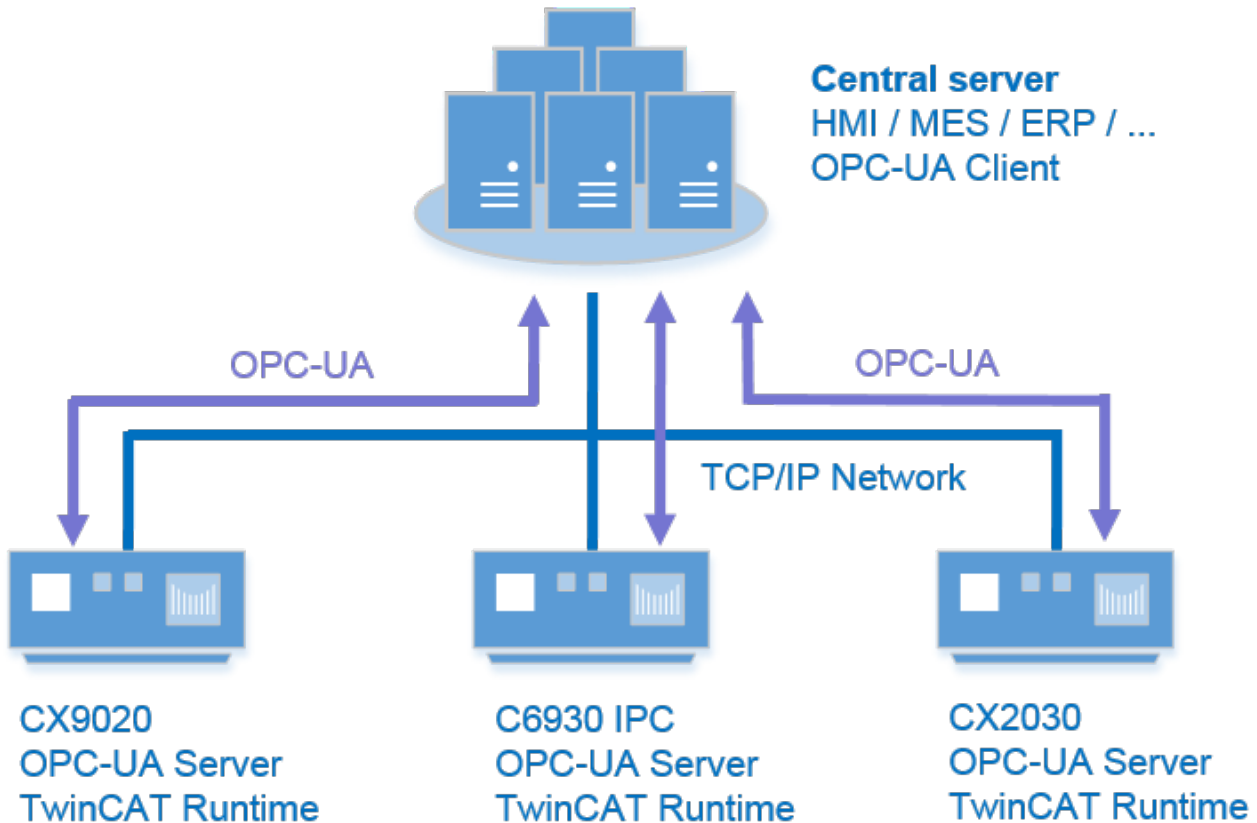 Central server
HMI / MES / ERP / ...
OPC-UA Client
OPC-UA
OPC-UA
TCP/IP Network
CX9020
OPC-UA Server
TwinCAT Runtime
C6930 IPC
OPC-UA Server
TwinCAT Runtime
CX2030
OPC-UA Server
TwinCAT Runtime